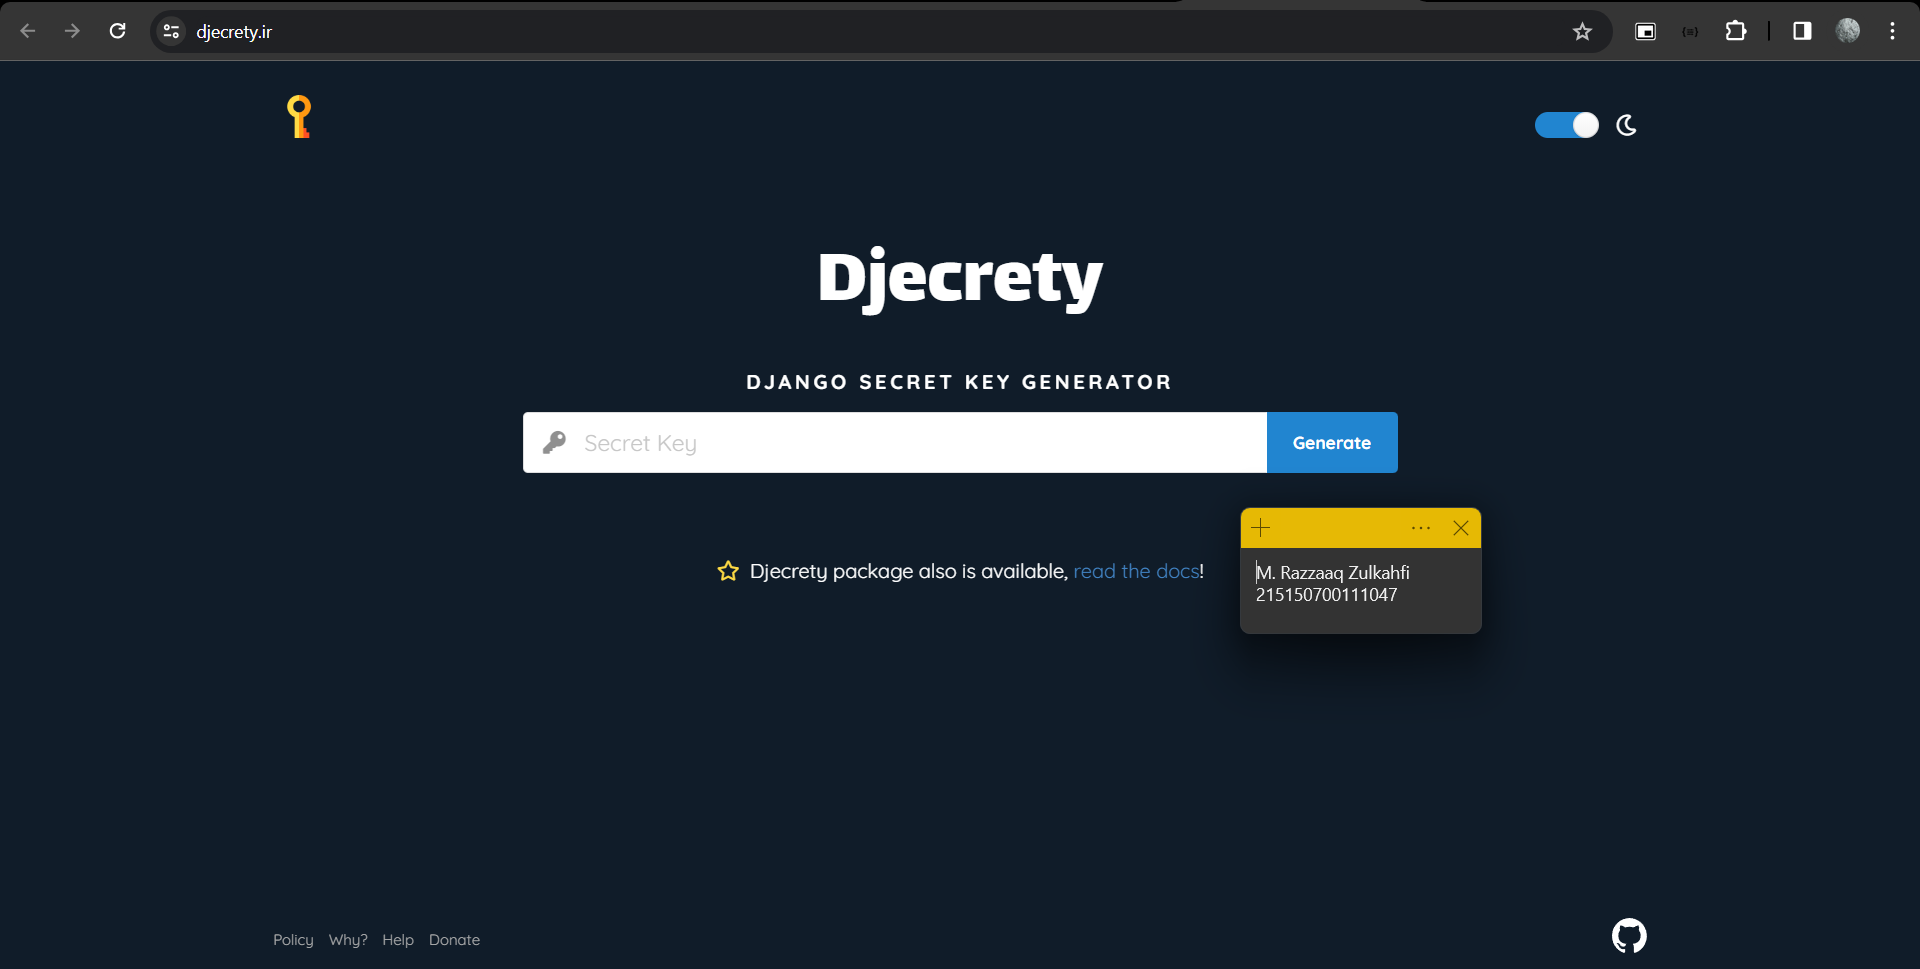 djecrety.ir
Djecrety
DJANGO SECRET KEY GENERATOR
Secret Key
Generate
Djecrety package also is available, read the docs!
M. Razzaaq Zulkahfi
215150700111047
Policy Why? Help Donate